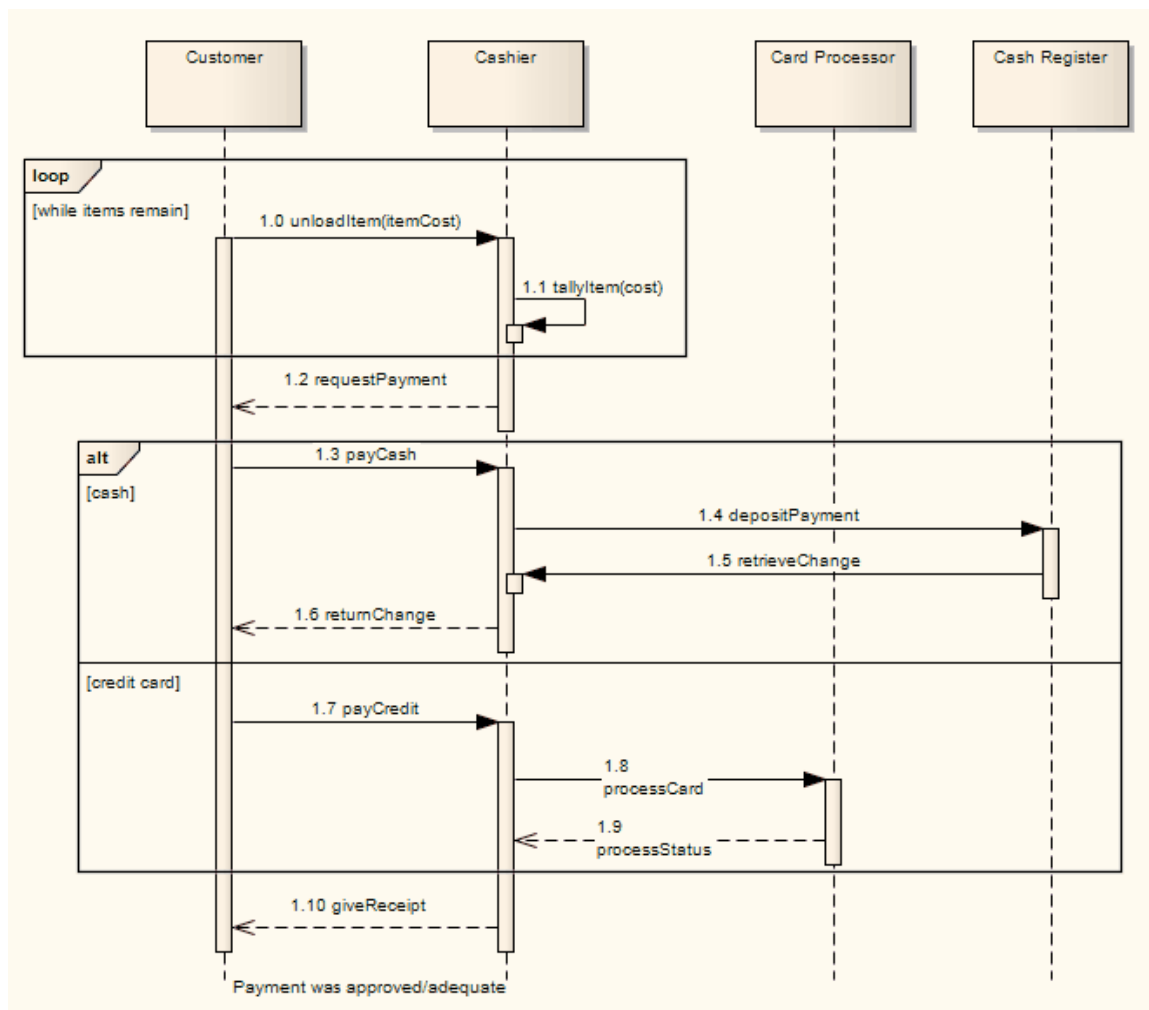 Customer
Cashier
Card Processor
Cash Register
loop
[while items remain]
1.0 unloadItem(itemCost)
1.1 tallyItem(cost)
1.2 requestPayment
alt
1.3 payCash
[cash]
1.4 depositPayment
1.5 retrieveChange
1.6 returnChange
[credit card]
1.7 payCredit
1.8
processCard
1.9
processStatus
1.10 giveReceipt
Payment was approved/adequate